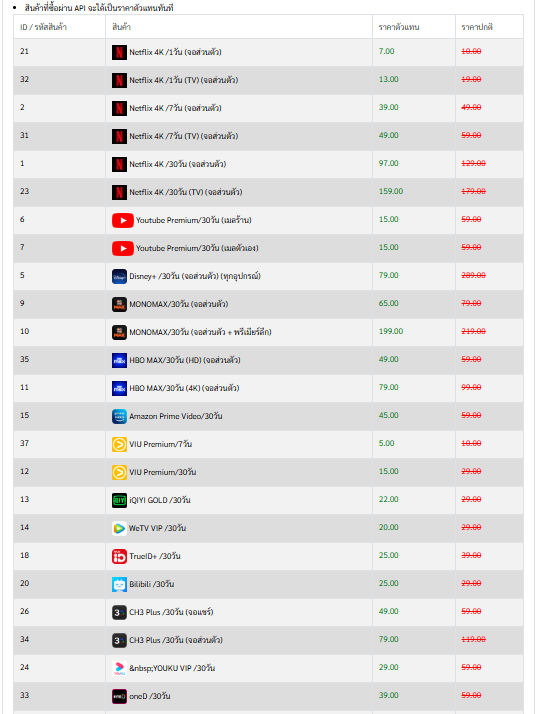 สินค้าที่ซื้อผ่าน API จะได้เป็นราคาตัวแทนทันที
ID / รหัสสินค้า สินค้า ราคาตัวแทน ราคาปกติ
21 Netflix 4K /1วัน (จอส่วนตัว) 7.00 10.00
32 Netflix 4K /1วัน (TV) (จอส่วนตัว) 13.00 19.00
2 Netflix 4K /7วัน (จอส่วนตัว) 39.00 49.00
31 Netflix 4K /7วัน (TV) (จอส่วนตัว) 49.00 59.00
1 Netflix 4K /30วัน (จอส่วนตัว) 97.00 129.00
23 Netflix 4K /30วัน (TV) (จอส่วนตัว) 159.00 179.00
6 Youtube Premium/30วัน (เมลร้าน) 15.00 59.00
7 Youtube Premium/30วัน (เมลตัวเอง) 15.00 59.00
5 Disney+ /30วัน (จอส่วนตัว) (ทุกอุปกรณ์) 79.00 289.00
9 MONOMAX/30วัน (จอส่วนตัว) 65.00 79.00
10 MONOMAX/30วัน (จอส่วนตัว + พรีเมียร์ลีก) 199.00 219.00
35 HBO MAX/30วัน (HD) (จอส่วนตัว) 49.00 59.00
11 HBO MAX/30วัน (4K) (จอส่วนตัว) 79.00 99.00
15 Amazon Prime Video/30วัน 45.00 59.00
37 VIU Premium/7วัน 5.00 10.00
12 VIU Premium/30วัน 15.00 29.00
13 iQIYI GOLD /30วัน 22.00 29.00
14 WeTV VIP /30วัน 20.00 29.00
18 TrueID+ /30วัน 25.00 39.00
20 Bilibili /30วัน 25.00 29.00
26 CH3 Plus /30วัน (จอแชร์) 49.00 59.00
34 CH3 Plus /30วัน (จอส่วนตัว) 79.00 119.00
24 &nbsp;YOUKU VIP /30วัน 29.00 59.00
33 oneD /30วัน 39.00 59.00